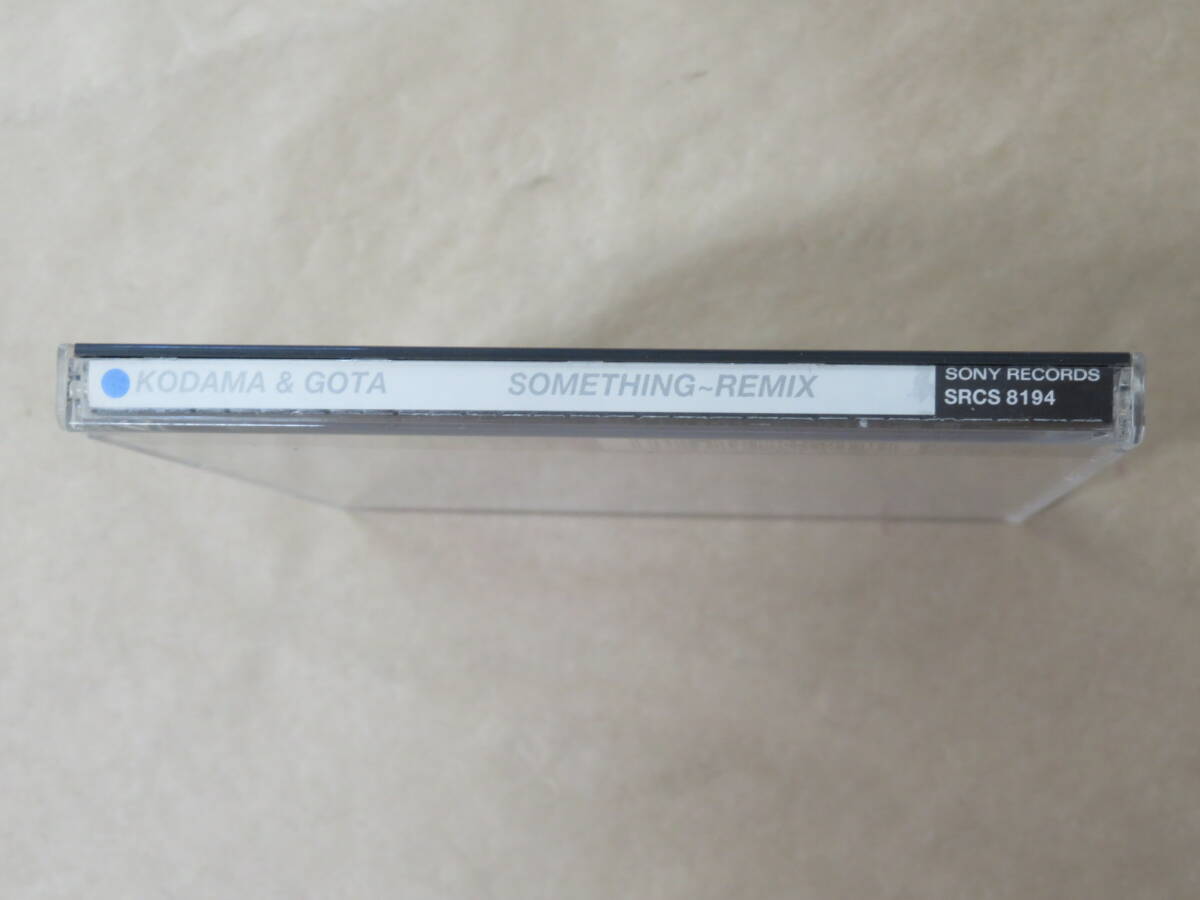 KODAMA & GOTA SOMETHING~REMIX
SONY RECORDS
SRCS 8194